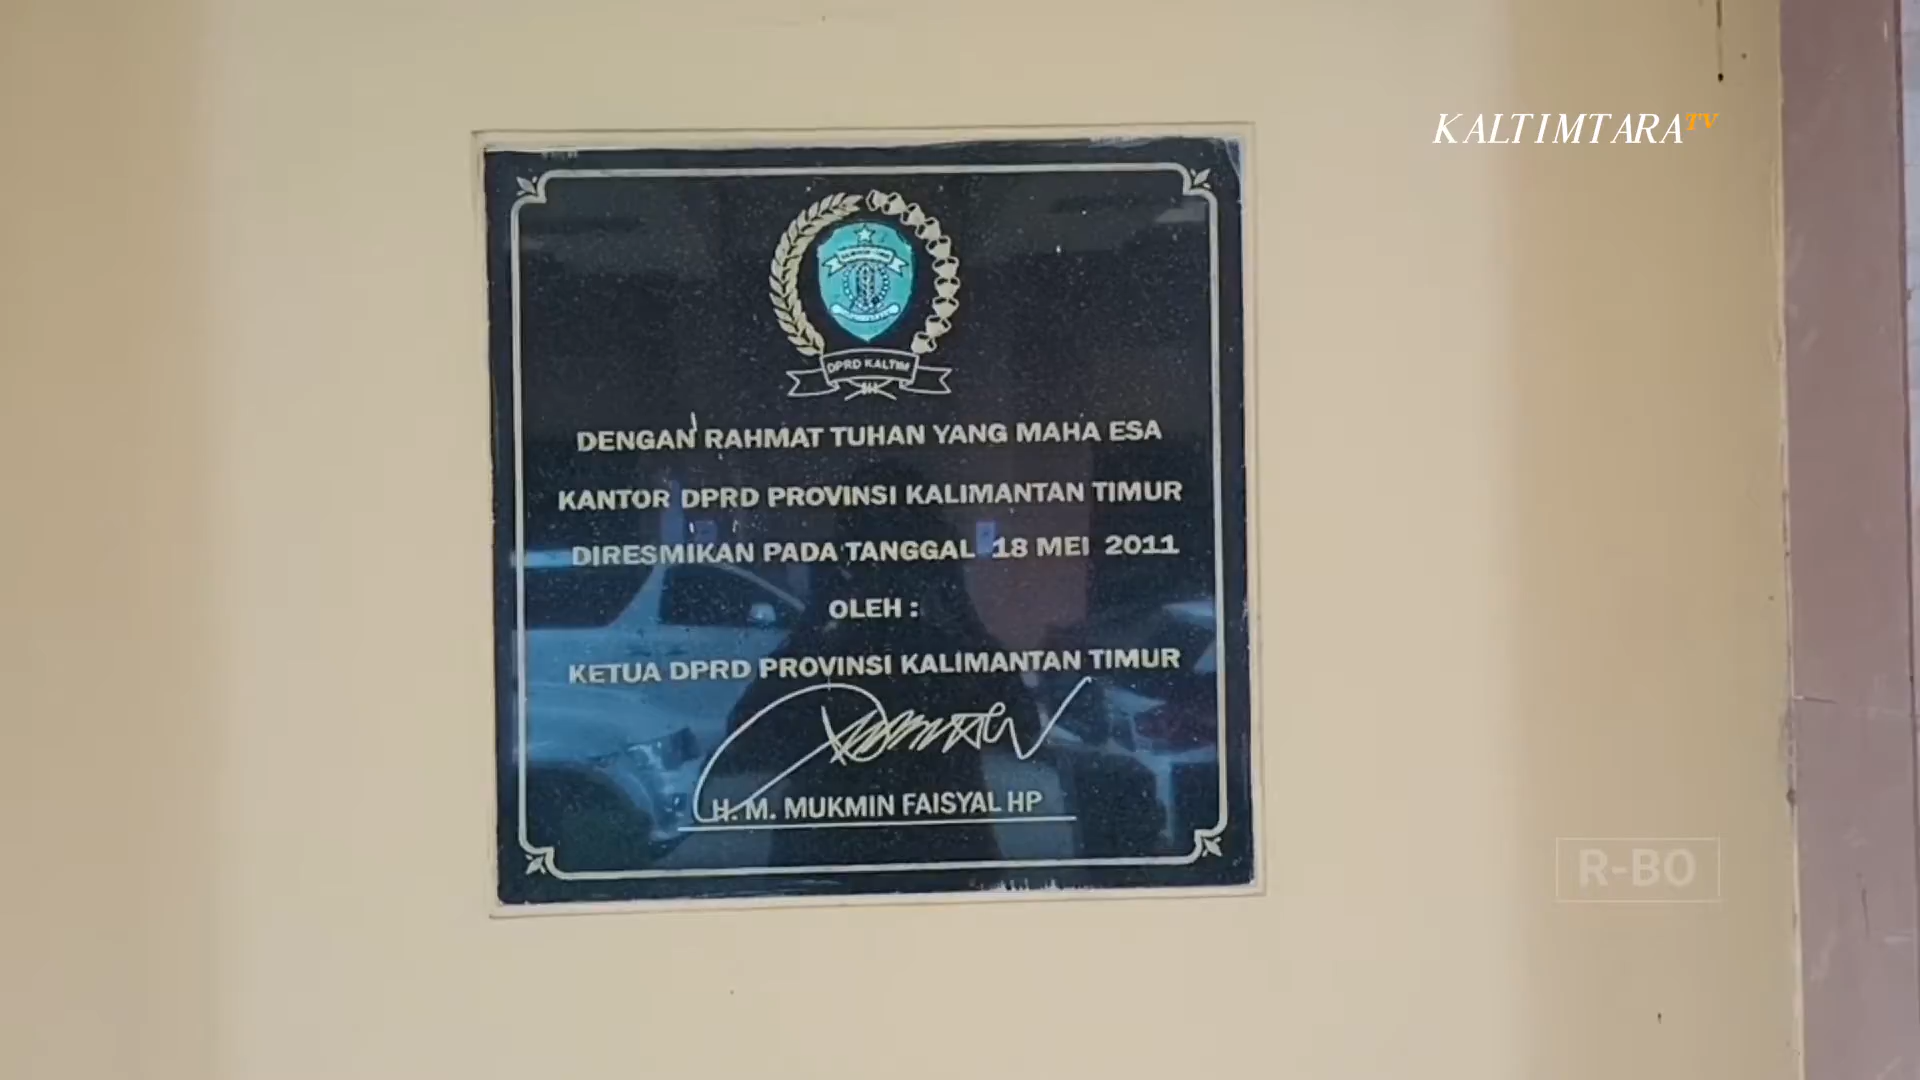 KALTIMTARA TV
DPRD KALTIM
DENGAN RAHMAT TUHAN YANG MAHA ESA
KANTOR DPRD PROVINSI KALIMANTAN TIMUR
DIRESMIKAN PADA TANGGAL 18 MEI 2011
OLEH :
KETUA DPRD PROVINSI KALIMANTAN TIMUR
H. M. MUKMIN FAISYAL HP
R-BO